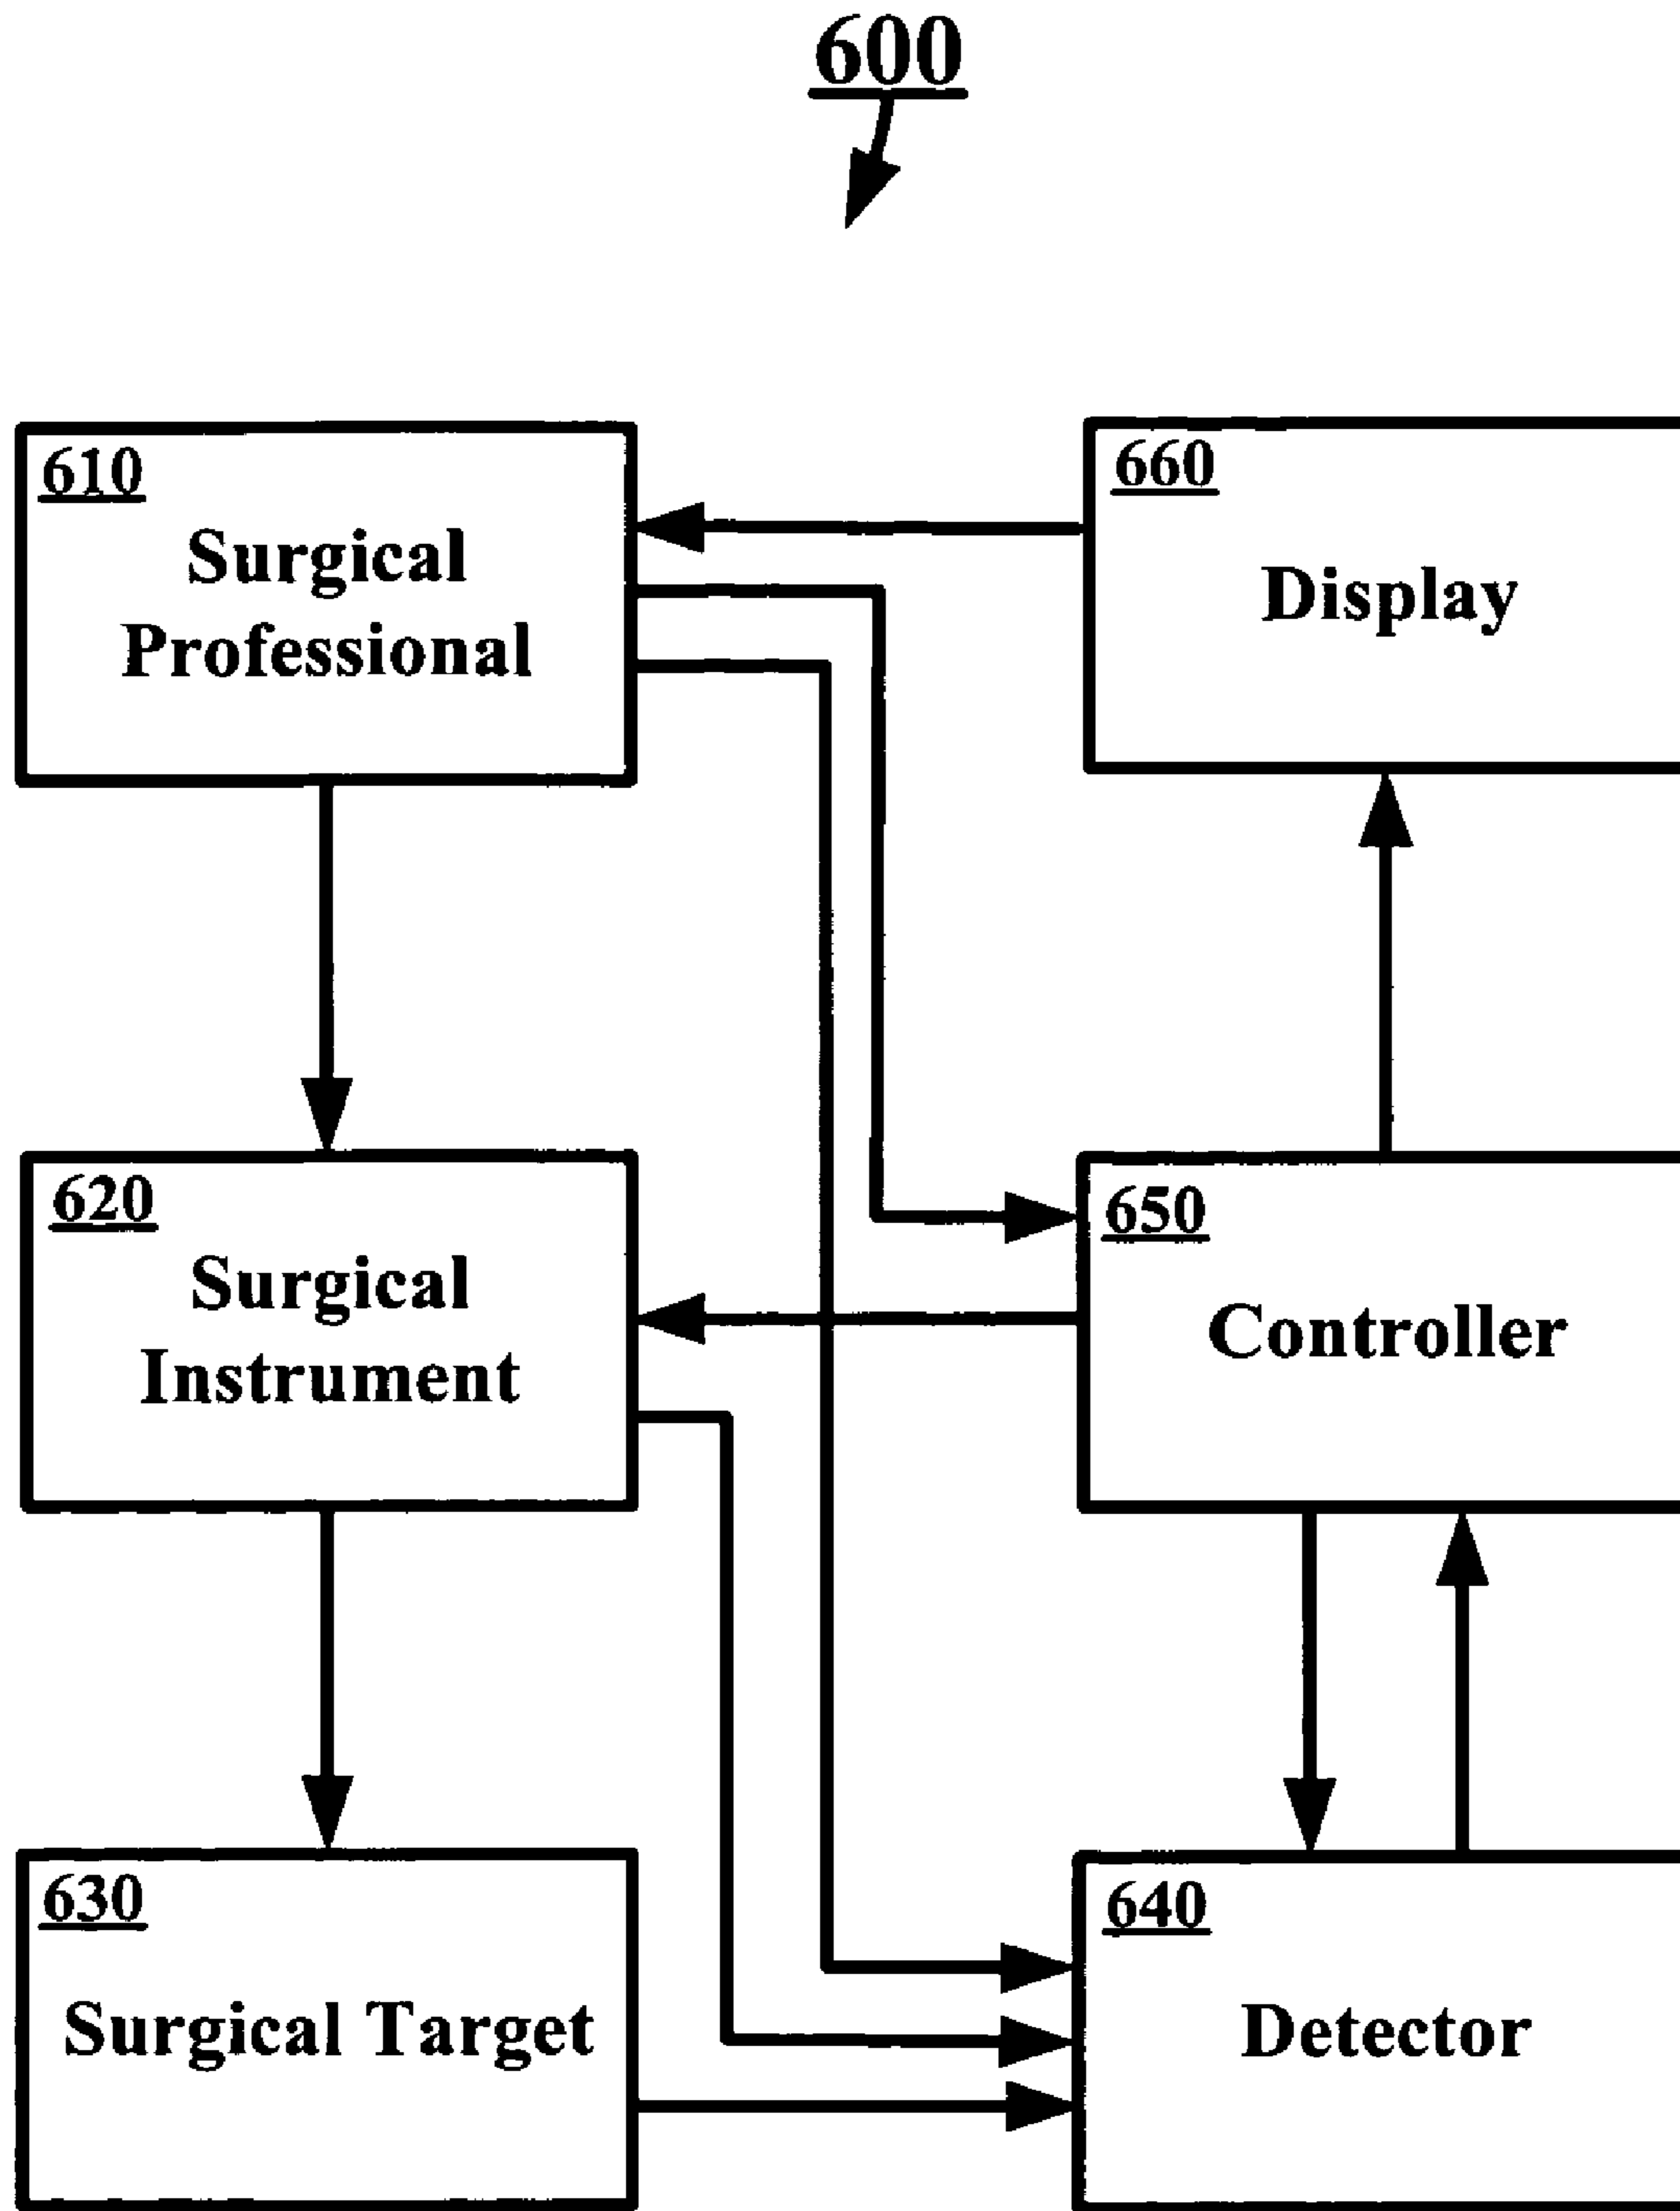 600
610
Surgical
Professional
660
Display
620
Surgical
Instrument
650
Controller
630
Surgical Target
640
Detector